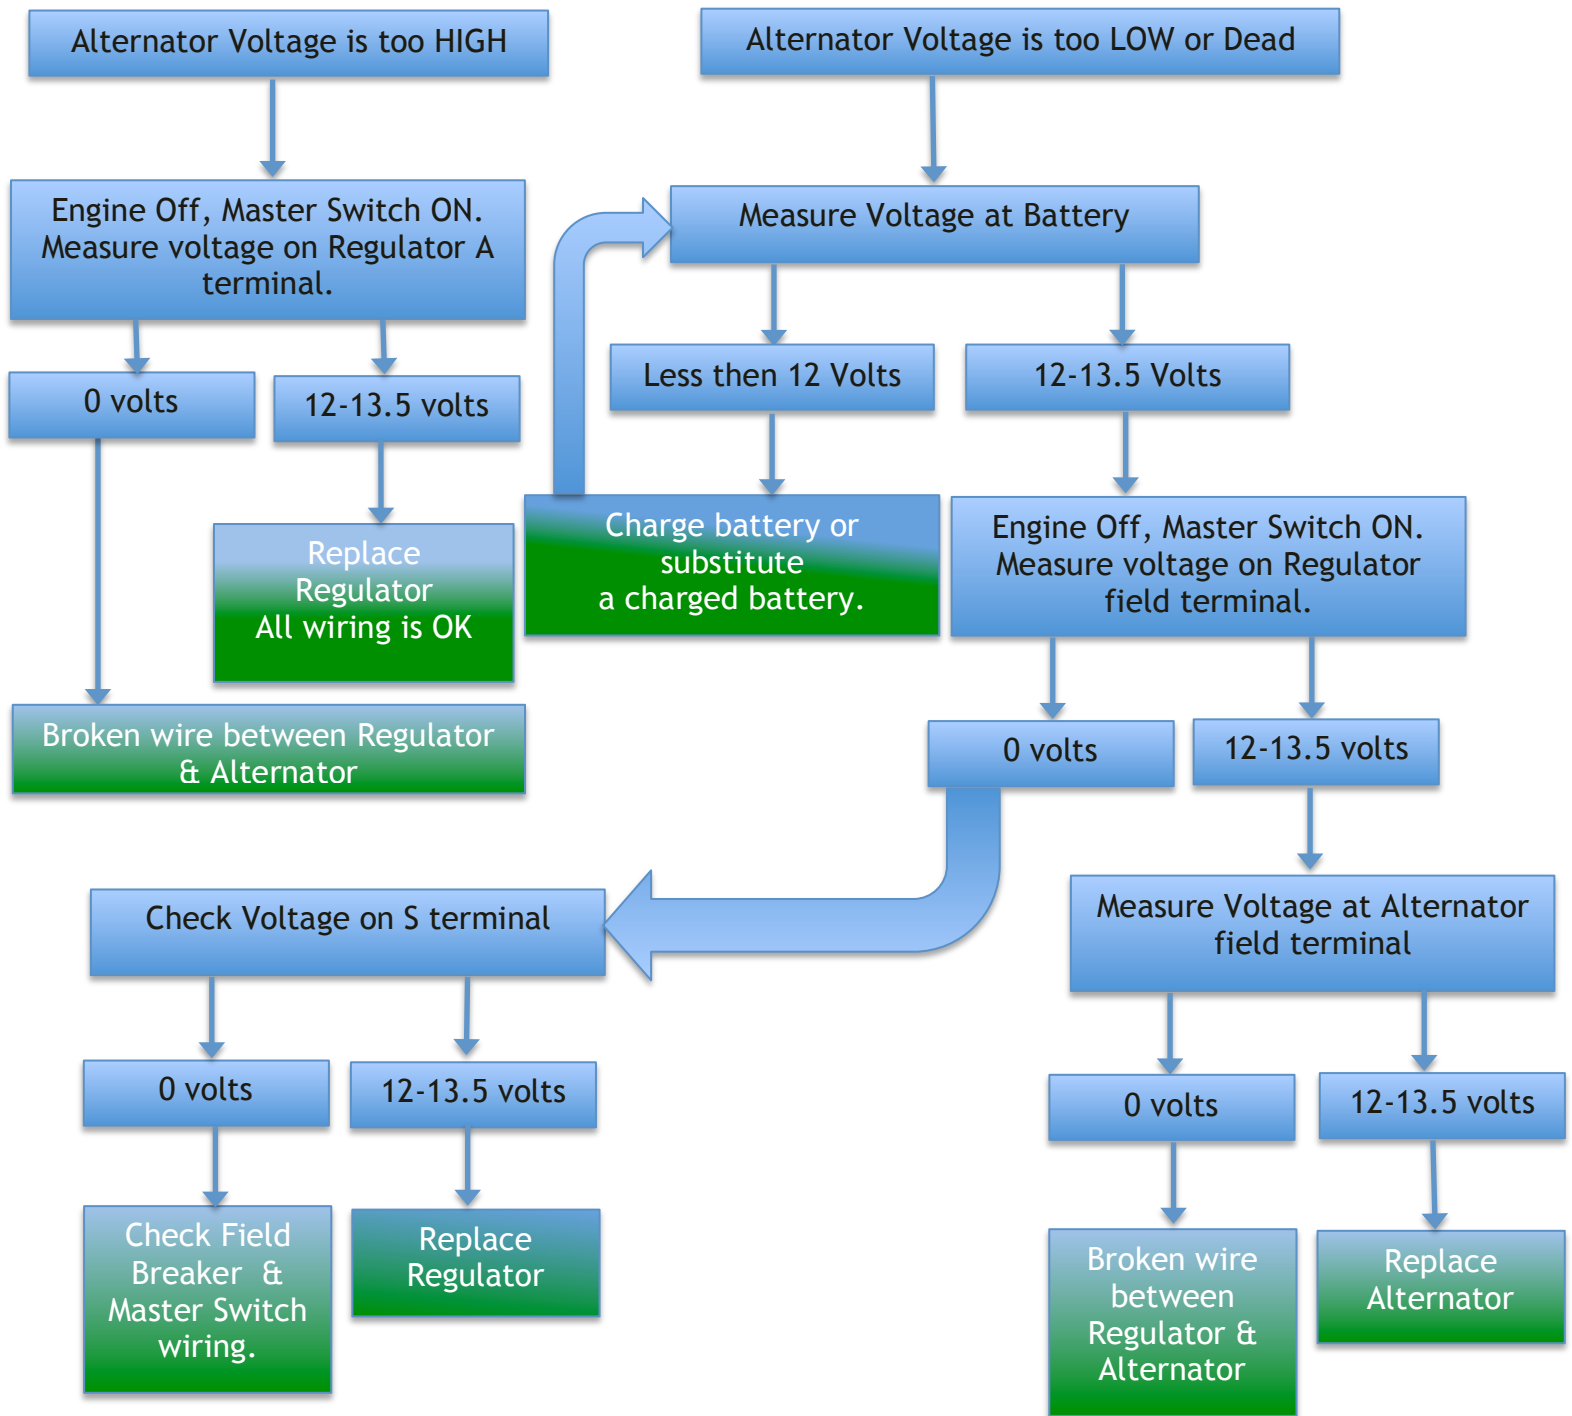 Alternator Voltage is too HIGH
Alternator Voltage is too LOW or Dead
Engine Off, Master Switch ON.
Measure voltage on Regulator A
terminal.
Measure Voltage at Battery
0 volts
12-13.5 volts
Less then 12 Volts
12-13.5 Volts
Replace
Regulator
All wiring is OK
Charge battery or
substitute
a charged battery.
Engine Off, Master Switch ON.
Measure voltage on Regulator
field terminal.
Broken wire between Regulator
& Alternator
0 volts
12-13.5 volts
Check Voltage on S terminal
Measure Voltage at Alternator
field terminal
0 volts
12-13.5 volts
0 volts
12-13.5 volts
Check Field
Breaker &
Master Switch
wiring.
Replace
Regulator
Broken wire
between
Regulator &
Alternator
Replace
Alternator